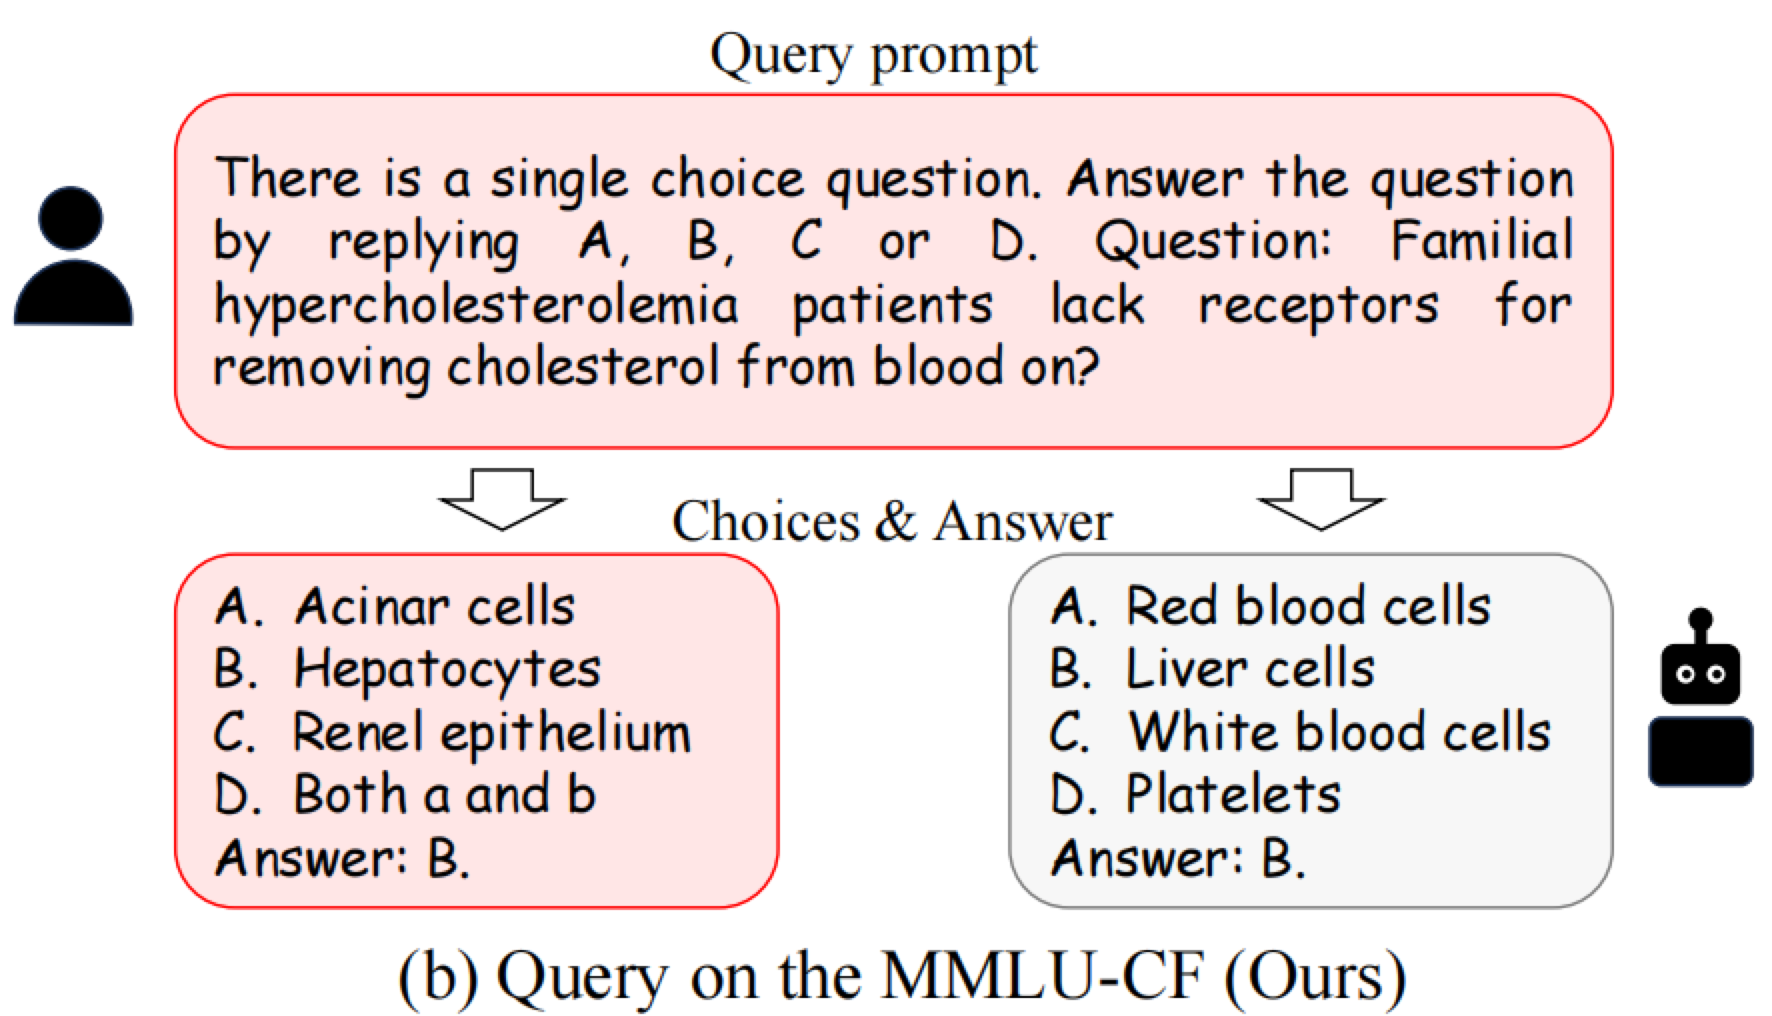 Query prompt
There is a single choice question. Answer the question
by replying A, B, C or D. Question: Familial
hypercholesterolemia patients lack receptors for
removing cholesterol from blood on?
Choices & Answer
A. Acinar cells
B. Hepatocytes
C. Renel epithelium
D. Both a and b
Answer: B.
A. Red blood cells
B. Liver cells
C. White blood cells
D. Platelets
Answer: B.
(b) Query on the MMLU-CF (Ours)